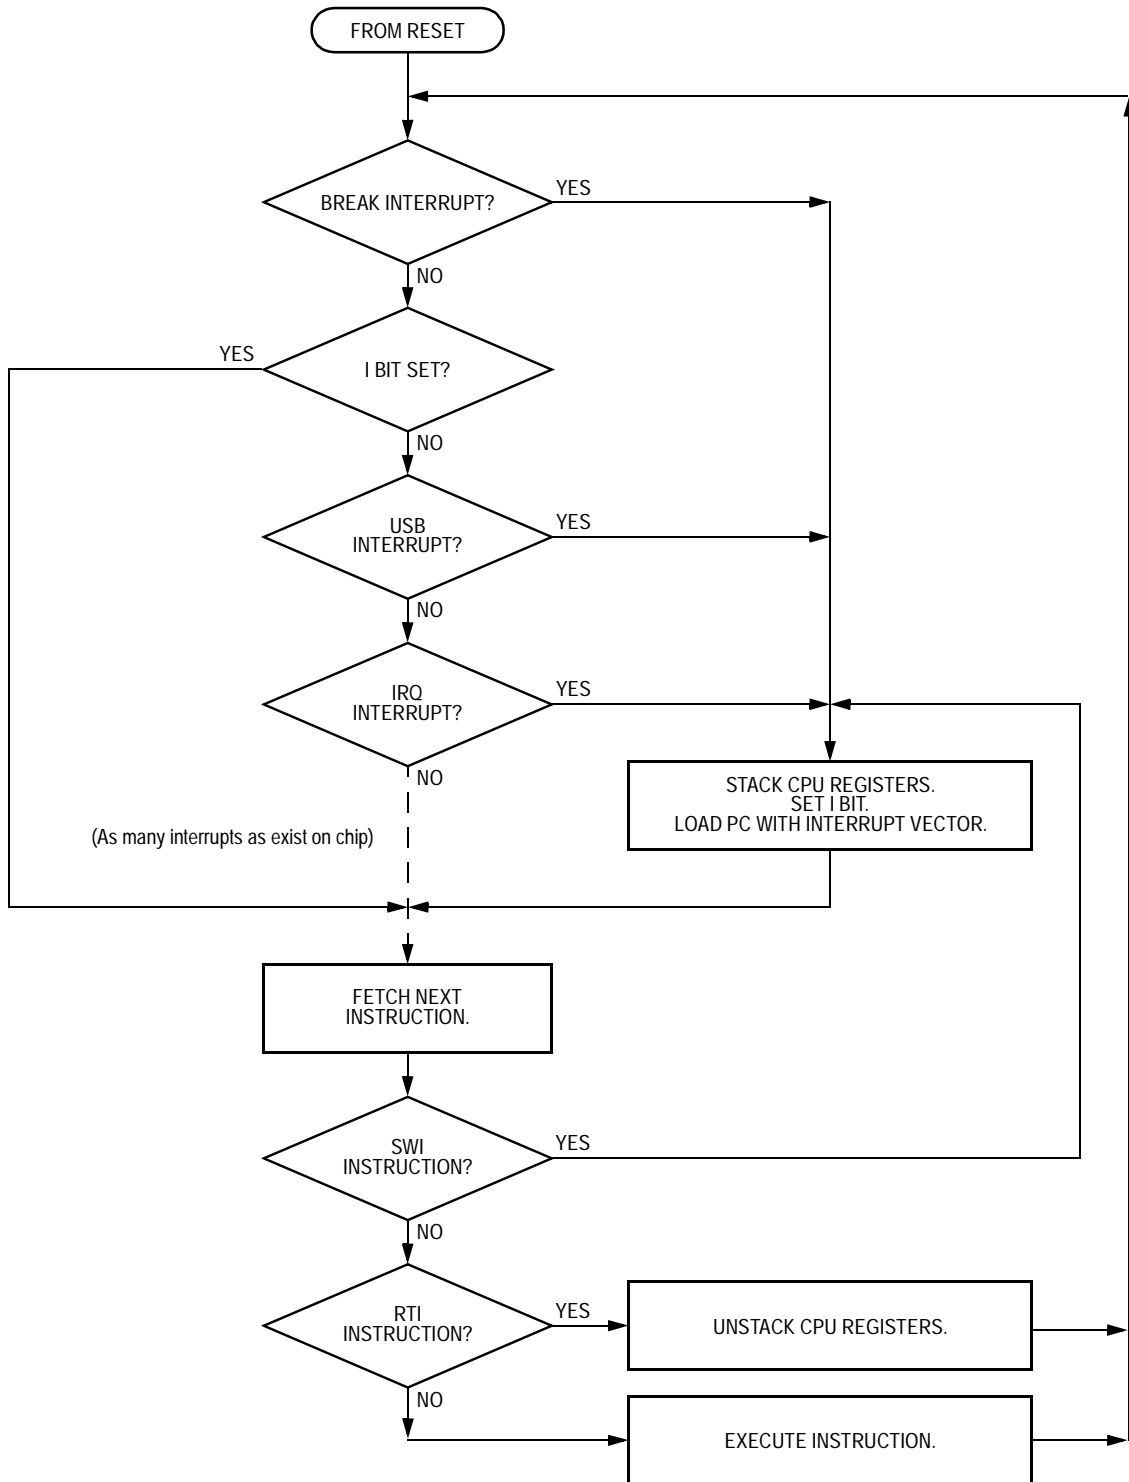 FROM RESET
BREAK INTERRUPT?
YES
NO
I BIT SET?
YES
NO
USB
INTERRUPT?
YES
NO
IRQ
INTERRUPT?
YES
NO
(As many interrupts as exist on chip)
STACK CPU REGISTERS.
SET I BIT.
LOAD PC WITH INTERRUPT VECTOR.
FETCH NEXT
INSTRUCTION.
SWI
INSTRUCTION?
YES
NO
RTI
INSTRUCTION?
YES
UNSTACK CPU REGISTERS.
NO
EXECUTE INSTRUCTION.